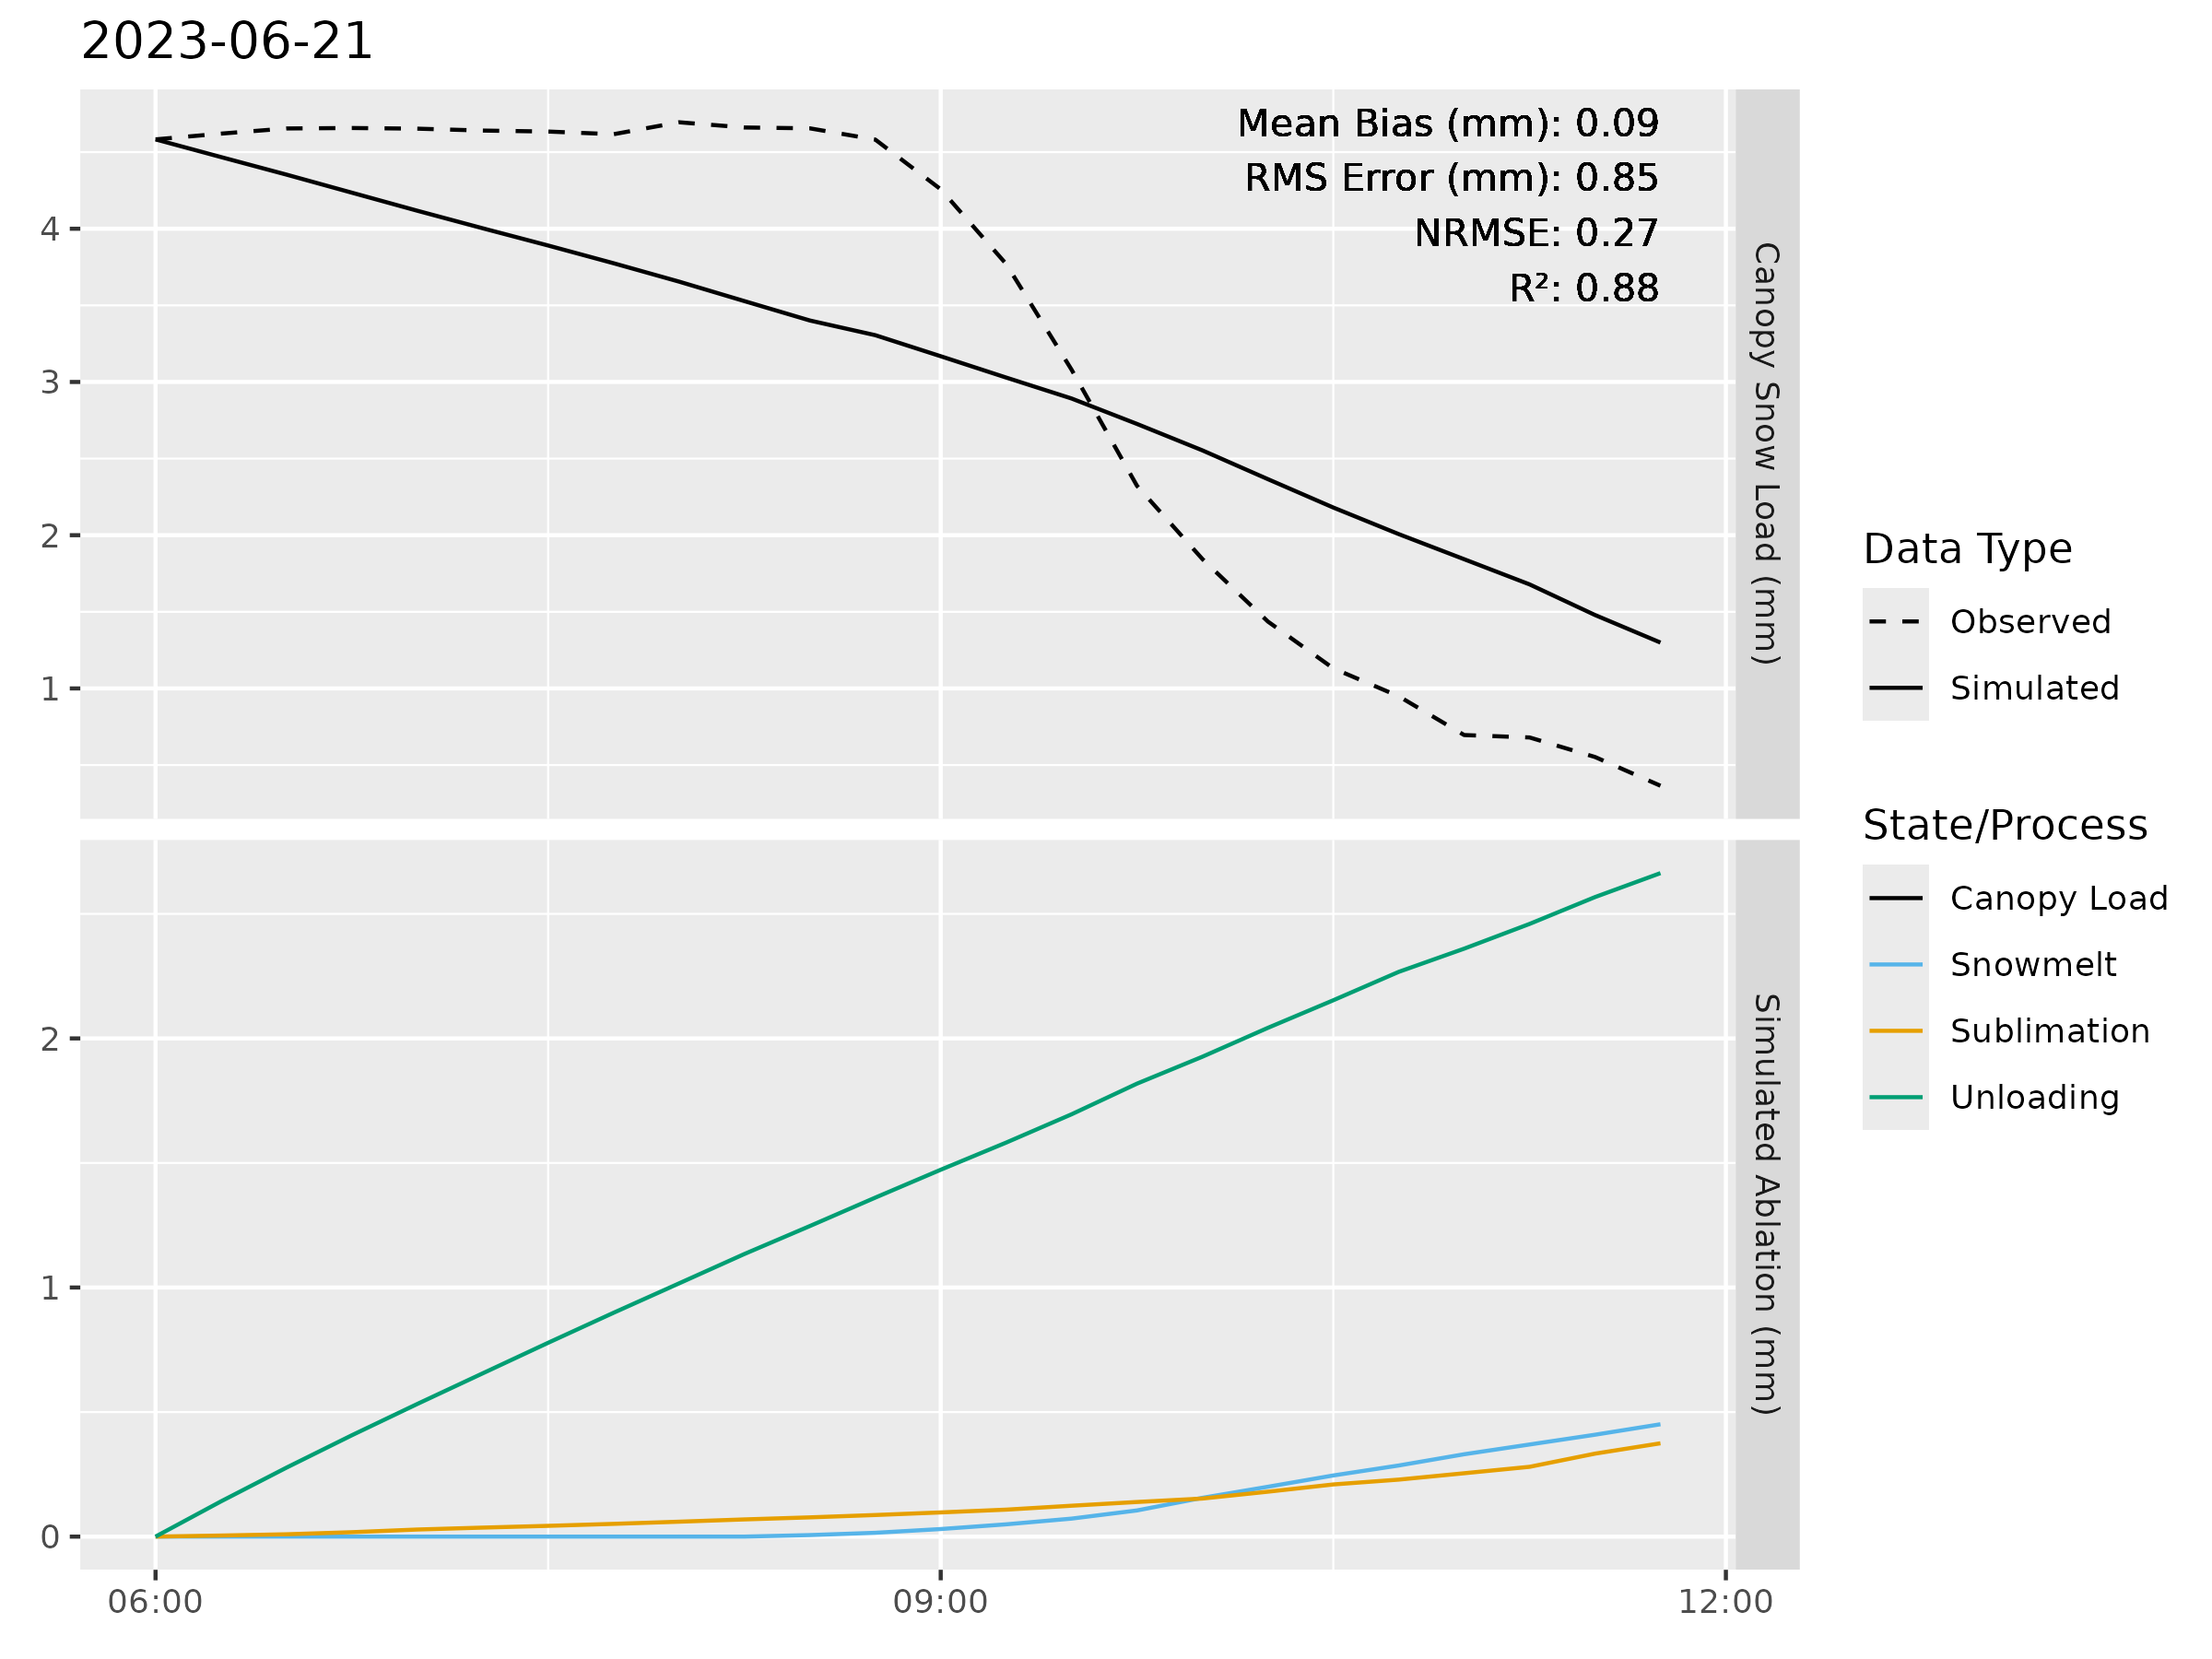 2023-06-21
Mean Bias (mm): 0.09
RMS Error (mm): 0.85
NRMSE: 0.27
R²: 0.88
4
3
2
1
Canopy Snow Load (mm)
2
1
0
Simulated Ablation (mm)
06:00
09:00
12:00
Data Type
Observed
Simulated
State/Process
Canopy Load
Snowmelt
Sublimation
Unloading